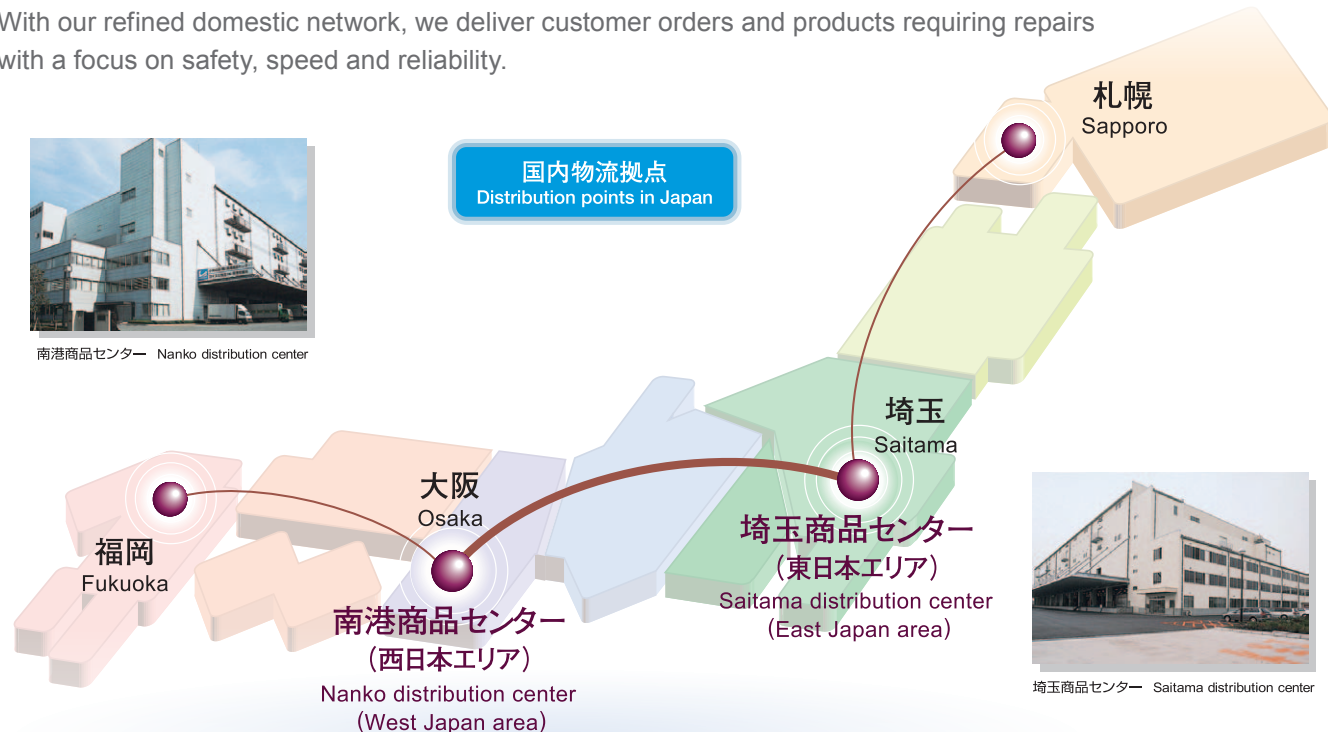 With our refined domestic network, we deliver customer orders and products requiring repairs
with a focus on safety, speed and reliability.
国内物流拠点
Distribution points in Japan
札幌
Sapporo
南港商品センター Nanko distribution center
埼玉
Saitama
大阪
Osaka
福岡
Fukuoka
埼玉商品センター
（東日本エリア）
Saitama distribution center
(East Japan area)
南港商品センター
（西日本エリア）
Nanko distribution center
(West Japan area)
埼玉商品センター Saitama distribution center